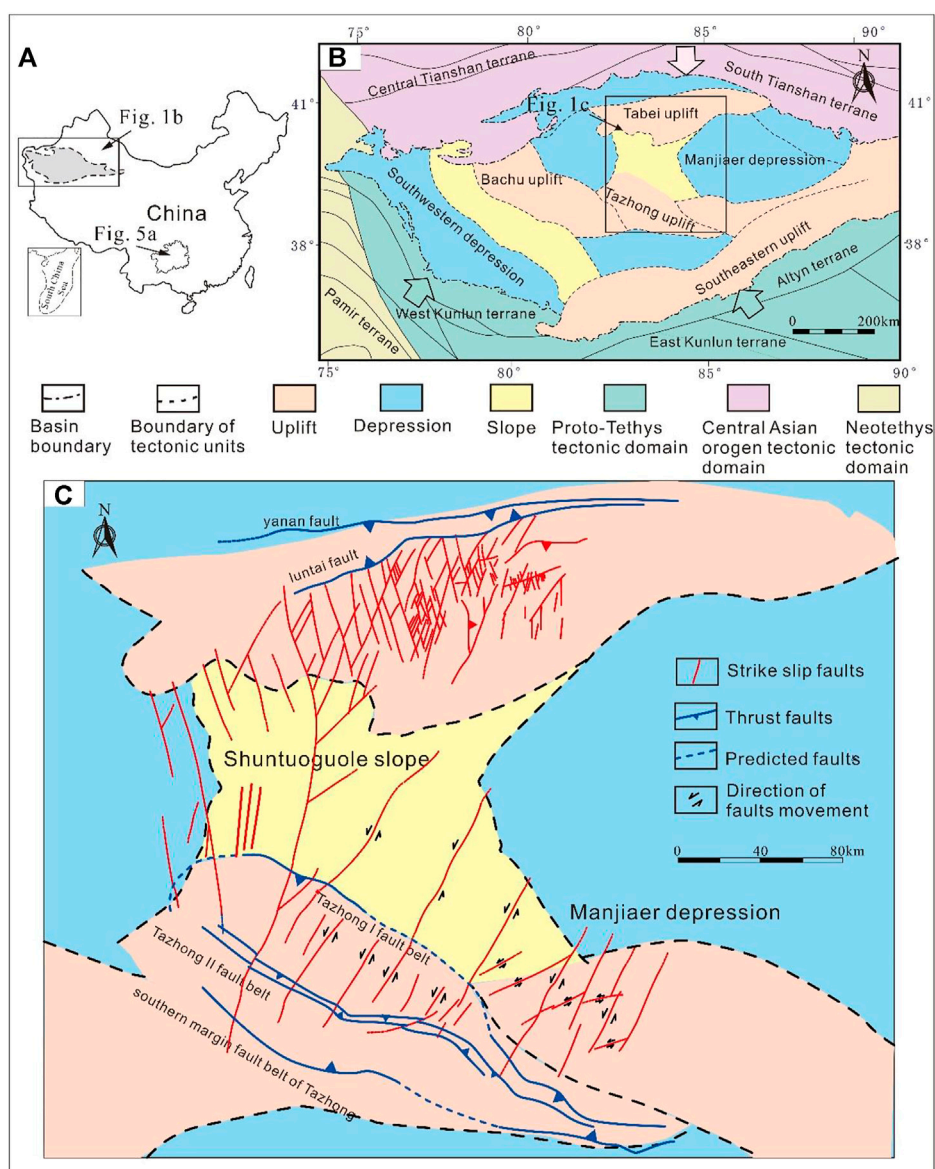 A
Fig. 1b
China
Fig. 5a
South China
Sea
75°
80°
85°
90°
B
N
Central Tianshan terrane
South Tianshan terrane
41°
41°
Fig. 1c
Tabei uplift
Manjiaer depression
Bachu uplift
Southwestern depression
Tazhong uplift
38°
38°
Southeastern uplift
Altyn terrane
West Kunlun terrane
Pamir terrane
East Kunlun terrane
0 200km
75°
80°
85°
90°
Basin
boundary
Boundary of
tectonic units
Uplift
Depression
Slope
Proto-Tethys
tectonic domain
Central Asian
orogen tectonic
domain
Neotethys
tectonic
domain
C
N
yanan fault
luntai fault
Strike slip faults
Thrust faults
Predicted faults
Direction of
faults movement
0 40 80km
Shuntuoguole slope
Manjiaer depression
Tazhong I fault belt
Tazhong II fault belt
southern margin fault belt of Tazhong